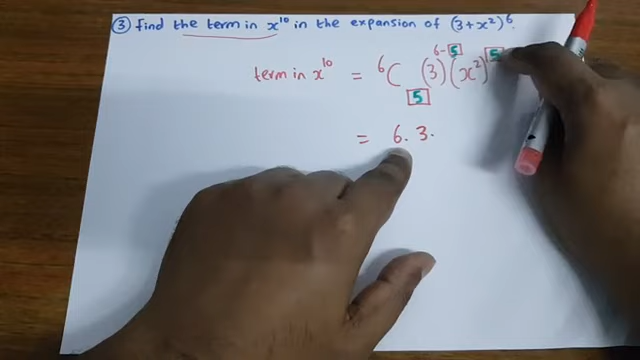 ③ find the term in x¹⁰ in the expansion of (3+x²)⁶.
term in x¹⁰ = ⁶C₅ (3)⁶⁻⁵ (x²)⁵
= 6. 3.